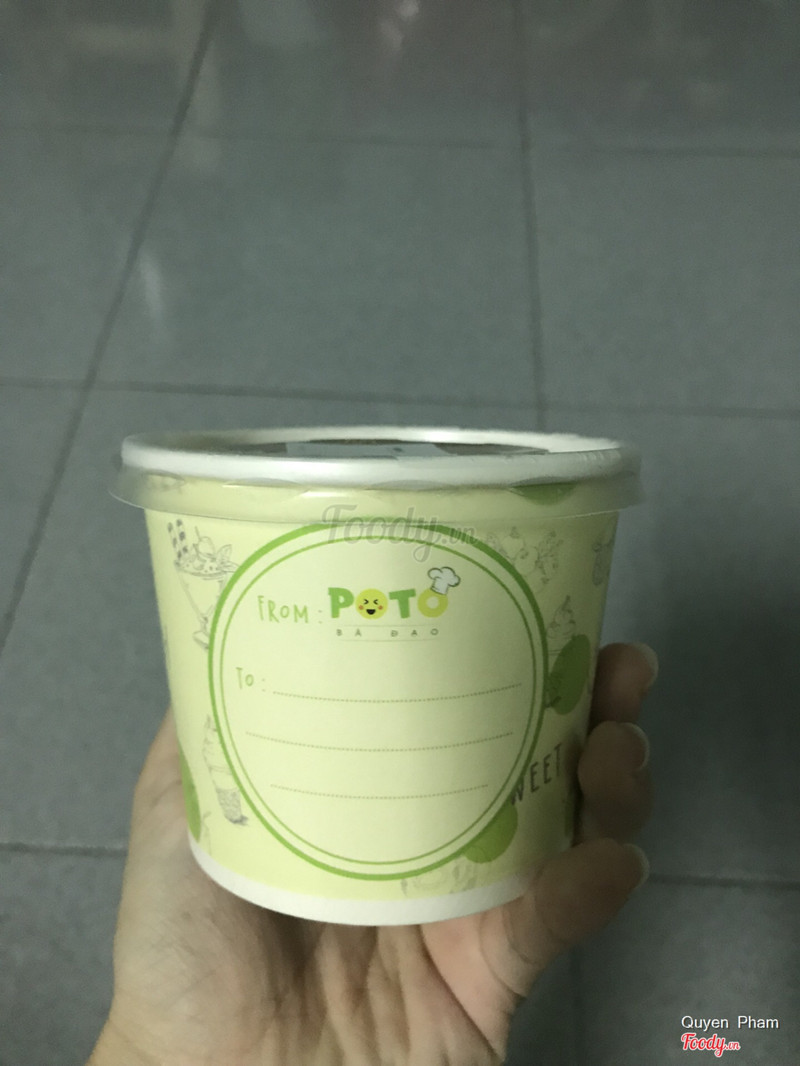 Foody.vn
FROM: POTO
BÁ ĐẠO
TO:
WEET
Quyen Pham
Foody.vn